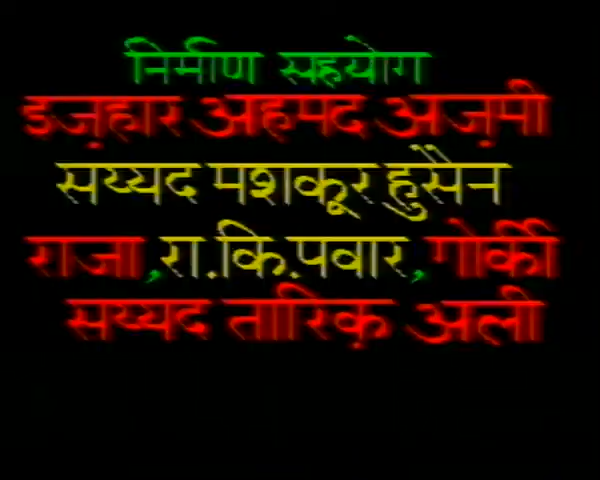 निर्माण सहयोग
इज़हार अहमद अज़मी
सय्यद मशकूर हुसैन
राजा,रा.कि.पवार,गोर्की
सय्यद तारिक़ अली